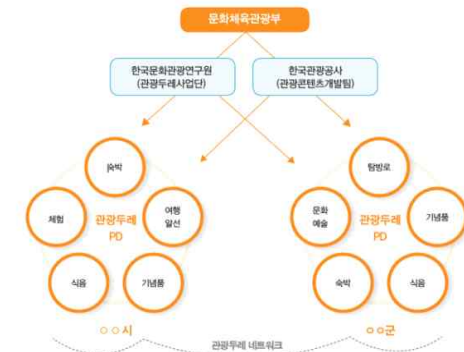 문화체육관광부
한국문화관광연구원
(관광두레사업단)
한국관광공사
(관광콘텐츠개발팀)
숙박
체험
관광두레
PD
여행
알선
식음
기념품
탐방로
문화
예술
관광두레
PD
기념품
숙박
식음
○ ○ 시
○ ○ 군
관광두레 네트워크